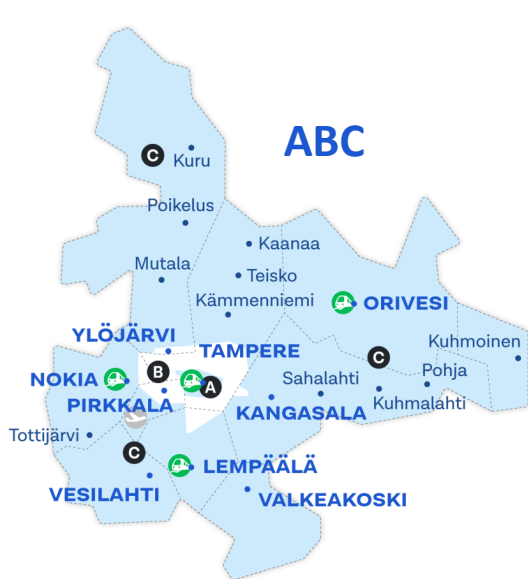 ABC
C
Kuru
Poikelus
Kaanaa
Mutala
Teisko
Kämmenniemi
ORIVESI
YLÖJÄRVI
TAMPERE
Kuhmoinen
C
NOKIA
B
A
Sahalahti
Pohja
PIRKKALA
KANGASALA
Kuhmalahti
Tottijärvi
C
LEMPÄÄLÄ
VESILAHTI
VALKEAKOSKI